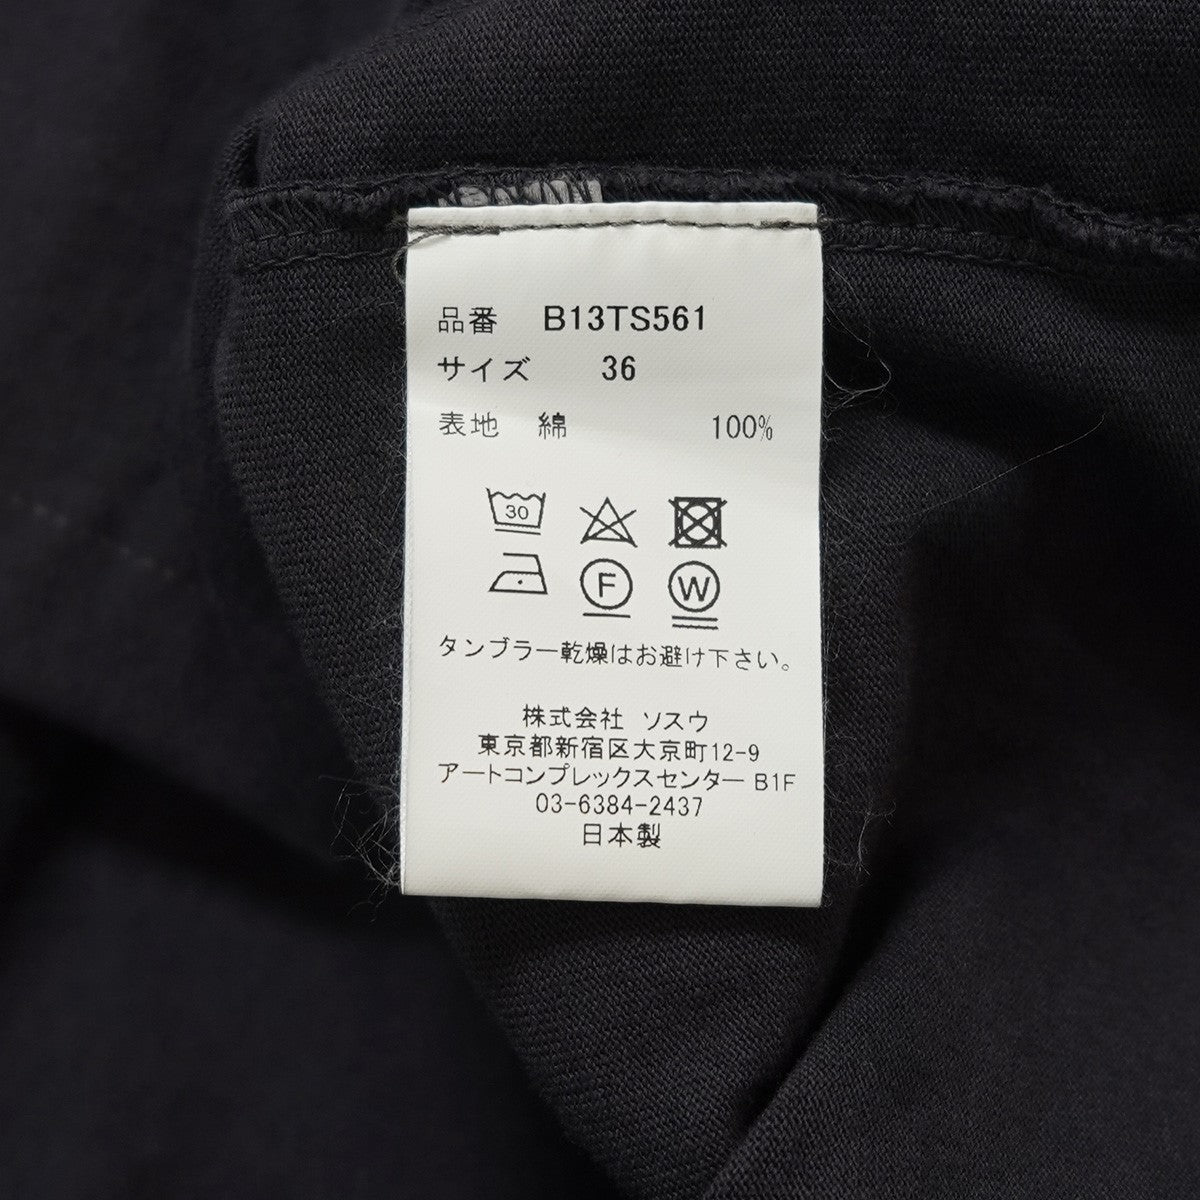 品番 B13TS561
サイズ 36
表地 綿 100%
30
F W
タンブラー乾燥はお避け下さい。
株式会社 ソスウ
東京都新宿区大京町12-9
アートコンプレックスセンター B1F
03-6384-2437
日本製